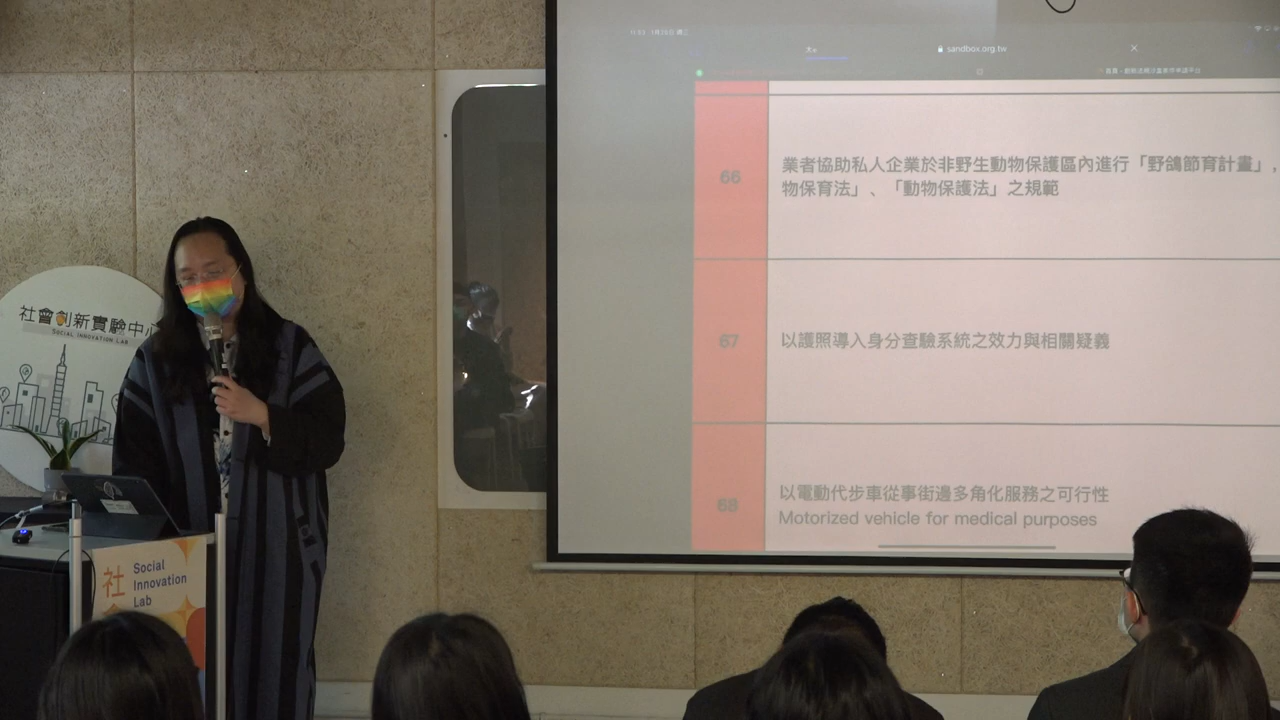 sandbox.org.tw
66
業者協助私人企業於非野生動物保護區內進行「野鴿節育計畫」,
物保育法」、「動物保護法」之規範
67
以護照導入身分查驗系統之效力與相關疑義
68
以電動代步車從事街邊多角化服務之可行性
Motorized vehicle for medical purposes
社會創新實驗中心
SOCIAL INNOVATION LAB
社
Social
Innovation
Lab